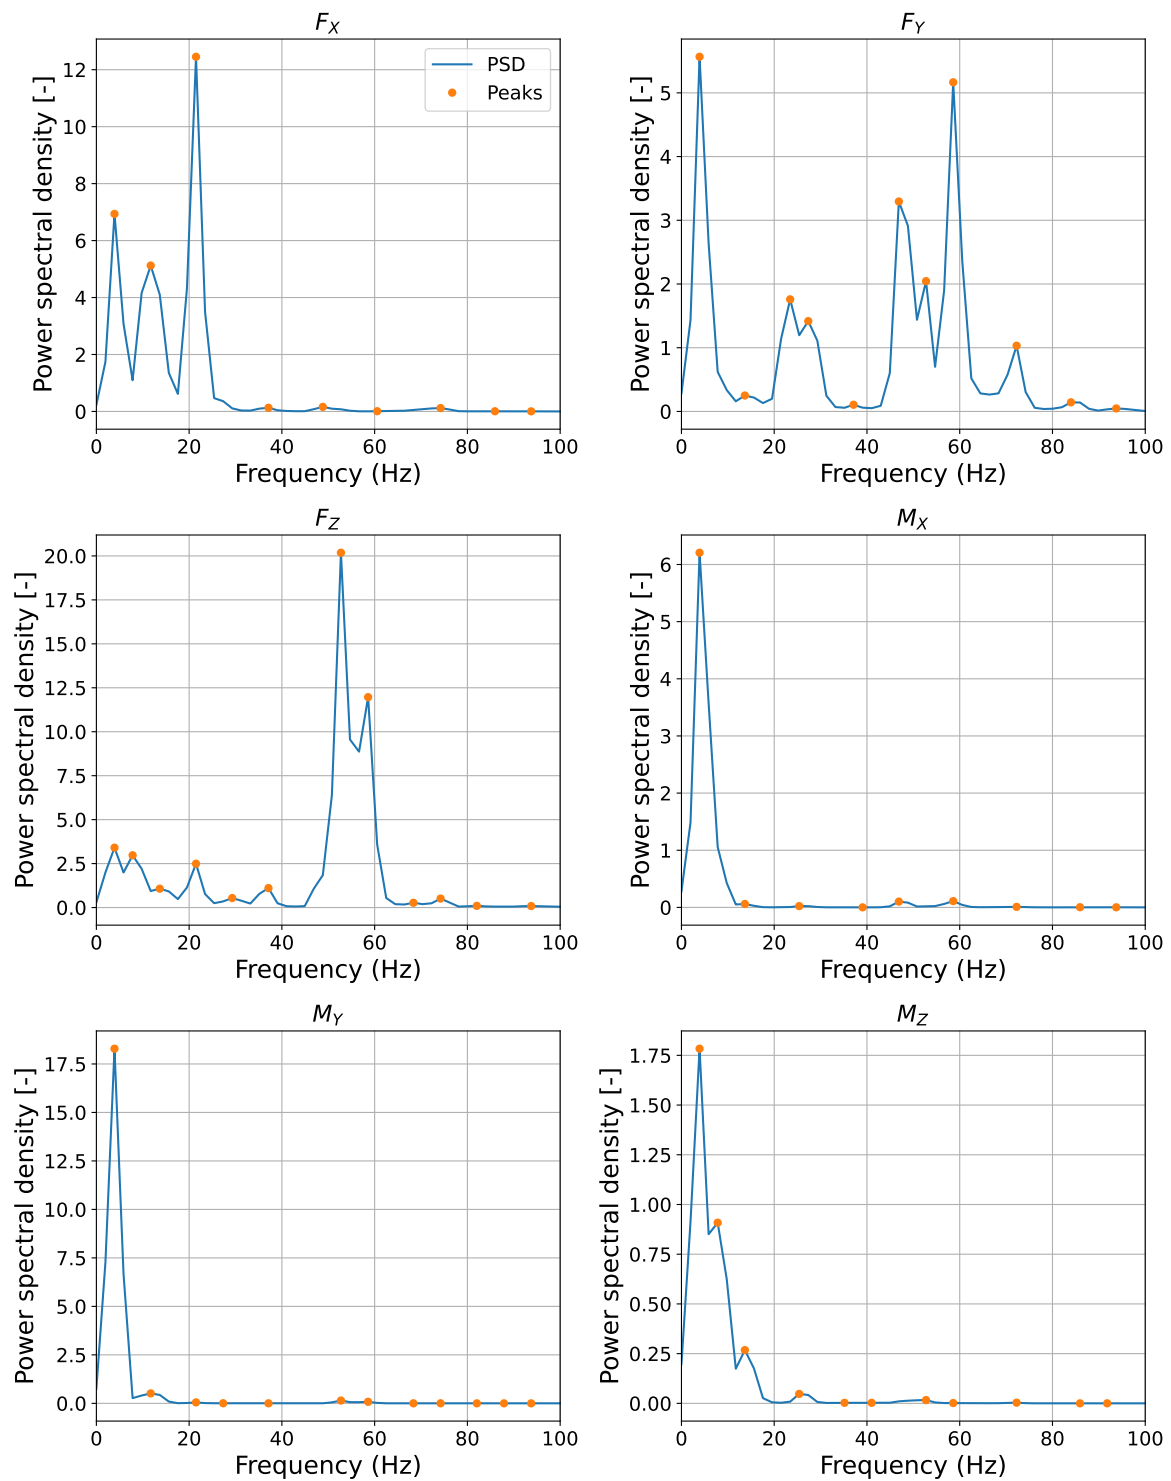 F_X
Power spectral density [-]
12
10
8
6
4
2
0
PSD
Peaks
0 20 40 60 80 100
Frequency (Hz)
F_Y
Power spectral density [-]
5
4
3
2
1
0
0 20 40 60 80 100
Frequency (Hz)
F_Z
Power spectral density [-]
20.0
17.5
15.0
12.5
10.0
7.5
5.0
2.5
0.0
0 20 40 60 80 100
Frequency (Hz)
M_X
Power spectral density [-]
6
5
4
3
2
1
0
0 20 40 60 80 100
Frequency (Hz)
M_Y
Power spectral density [-]
17.5
15.0
12.5
10.0
7.5
5.0
2.5
0.0
0 20 40 60 80 100
Frequency (Hz)
M_Z
Power spectral density [-]
1.75
1.50
1.25
1.00
0.75
0.50
0.25
0.00
0 20 40 60 80 100
Frequency (Hz)